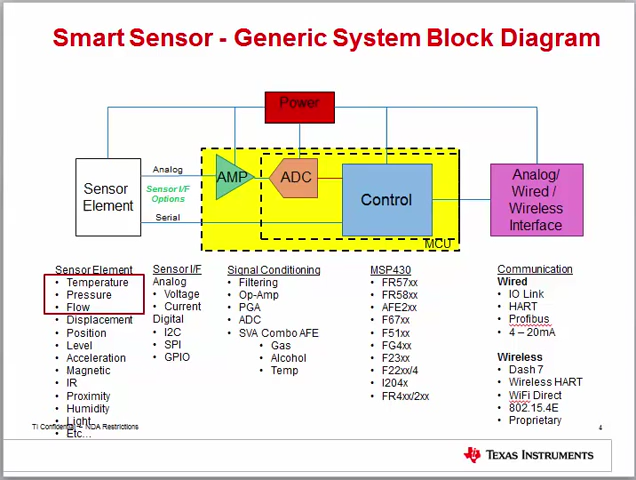 Smart Sensor - Generic System Block Diagram
Power
Sensor
Element
Analog
Sensor I/F
Options
Serial
AMP
ADC
Control
MCU
Analog/
Wired /
Wireless
Interface
Sensor Element
• Temperature
• Pressure
• Flow
• Displacement
• Position
• Level
• Acceleration
• Magnetic
• IR
• Proximity
• Humidity
• Light
• Etc...
Sensor I/F
Analog
• Voltage
• Current
Digital
• I2C
• SPI
• GPIO
Signal Conditioning
• Filtering
• Op-Amp
• PGA
• ADC
• SVA Combo AFE
• Gas
• Alcohol
• Temp
MSP430
• FR57xx
• FR58xx
• AFE2xx
• F67xx
• F51xx
• FG4xx
• F23xx
• F22xx/4
• I204x
• FR4xx/2xx
Communication
Wired
• IO Link
• HART
• Profibus
• 4 – 20mA
Wireless
• Dash 7
• Wireless HART
• WiFi Direct
• 802.15.4E
• Proprietary
TI Confidential – NDA Restrictions
4
TEXAS INSTRUMENTS